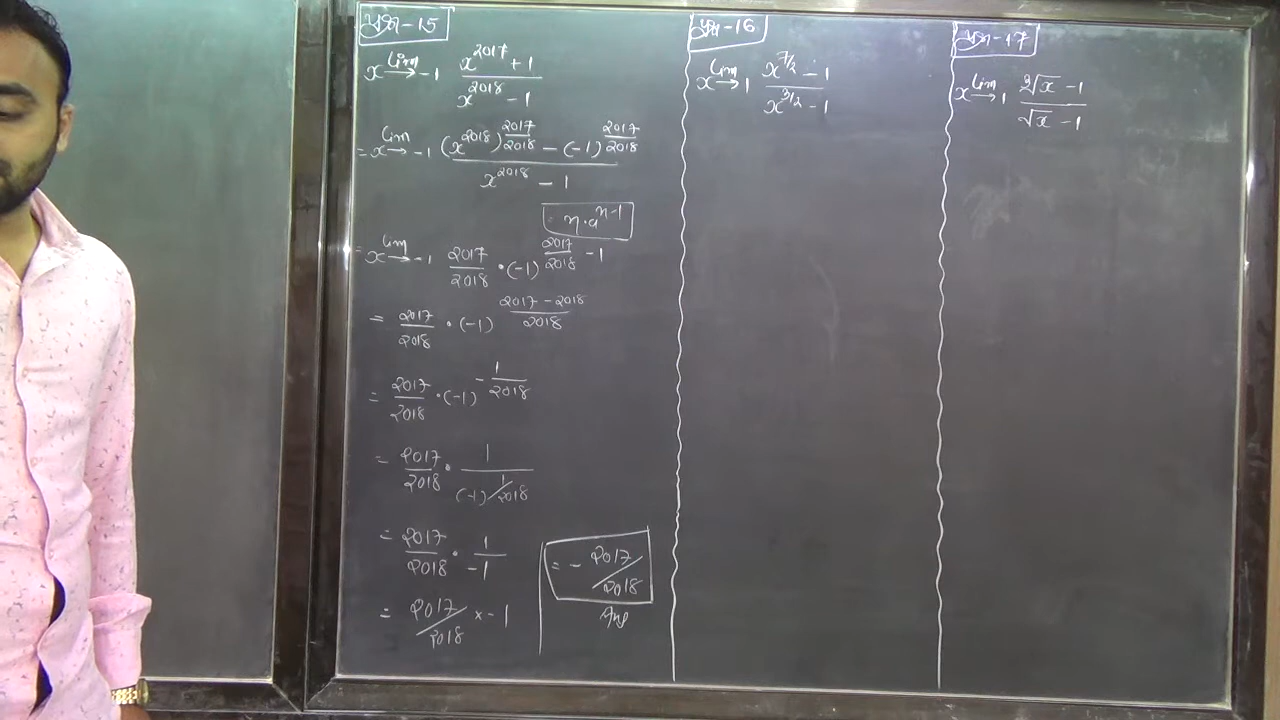 प्रश्न-15
lim x→-1 (x^2017 + 1)/(x^2018 - 1)
= lim x→-1 ((x^2018)^(2017/2018) - (-1)^(2017/2018))/(x^2018 - 1)
= n·a^(n-1)
= lim x→-1 2017/2018 · (-1)^(2017/2018 - 1)
= 2017/2018 · (-1)^((2017-2018)/2018)
= 2017/2018 · (-1)^(-1/2018)
= 2017/2018 · 1/((-1)^(1/2018))
= 2017/2018 · 1/(-1)
= 2017/2018 × -1
= - 2017/2018
Ans
प्रश्न-16
lim x→1 (x^(7/2) - 1)/(x^(3/2) - 1)
प्रश्न-17
lim x→1 (∛x - 1)/(√x - 1)